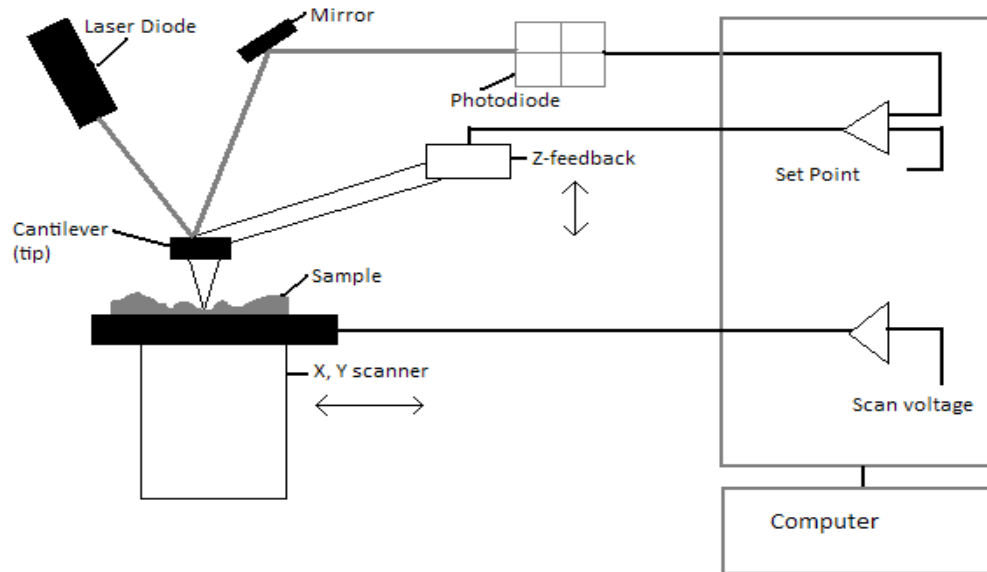 Mirror
Laser Diode
Photodiode
Z-feedback
Set Point
Cantilever
(tip)
Sample
X, Y scanner
Scan voltage
Computer